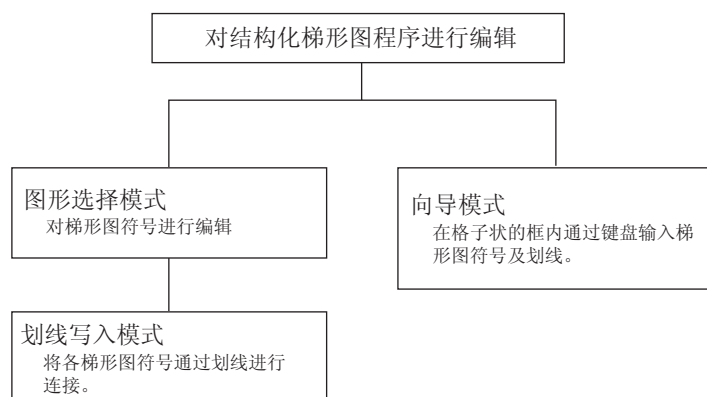 对结构化梯形图程序进行编辑
图形选择模式
对梯形图符号进行编辑
向导模式
在格子状的框内通过键盘输入梯
形图符号及划线。
划线写入模式
将各梯形图符号通过划线进行
连接。